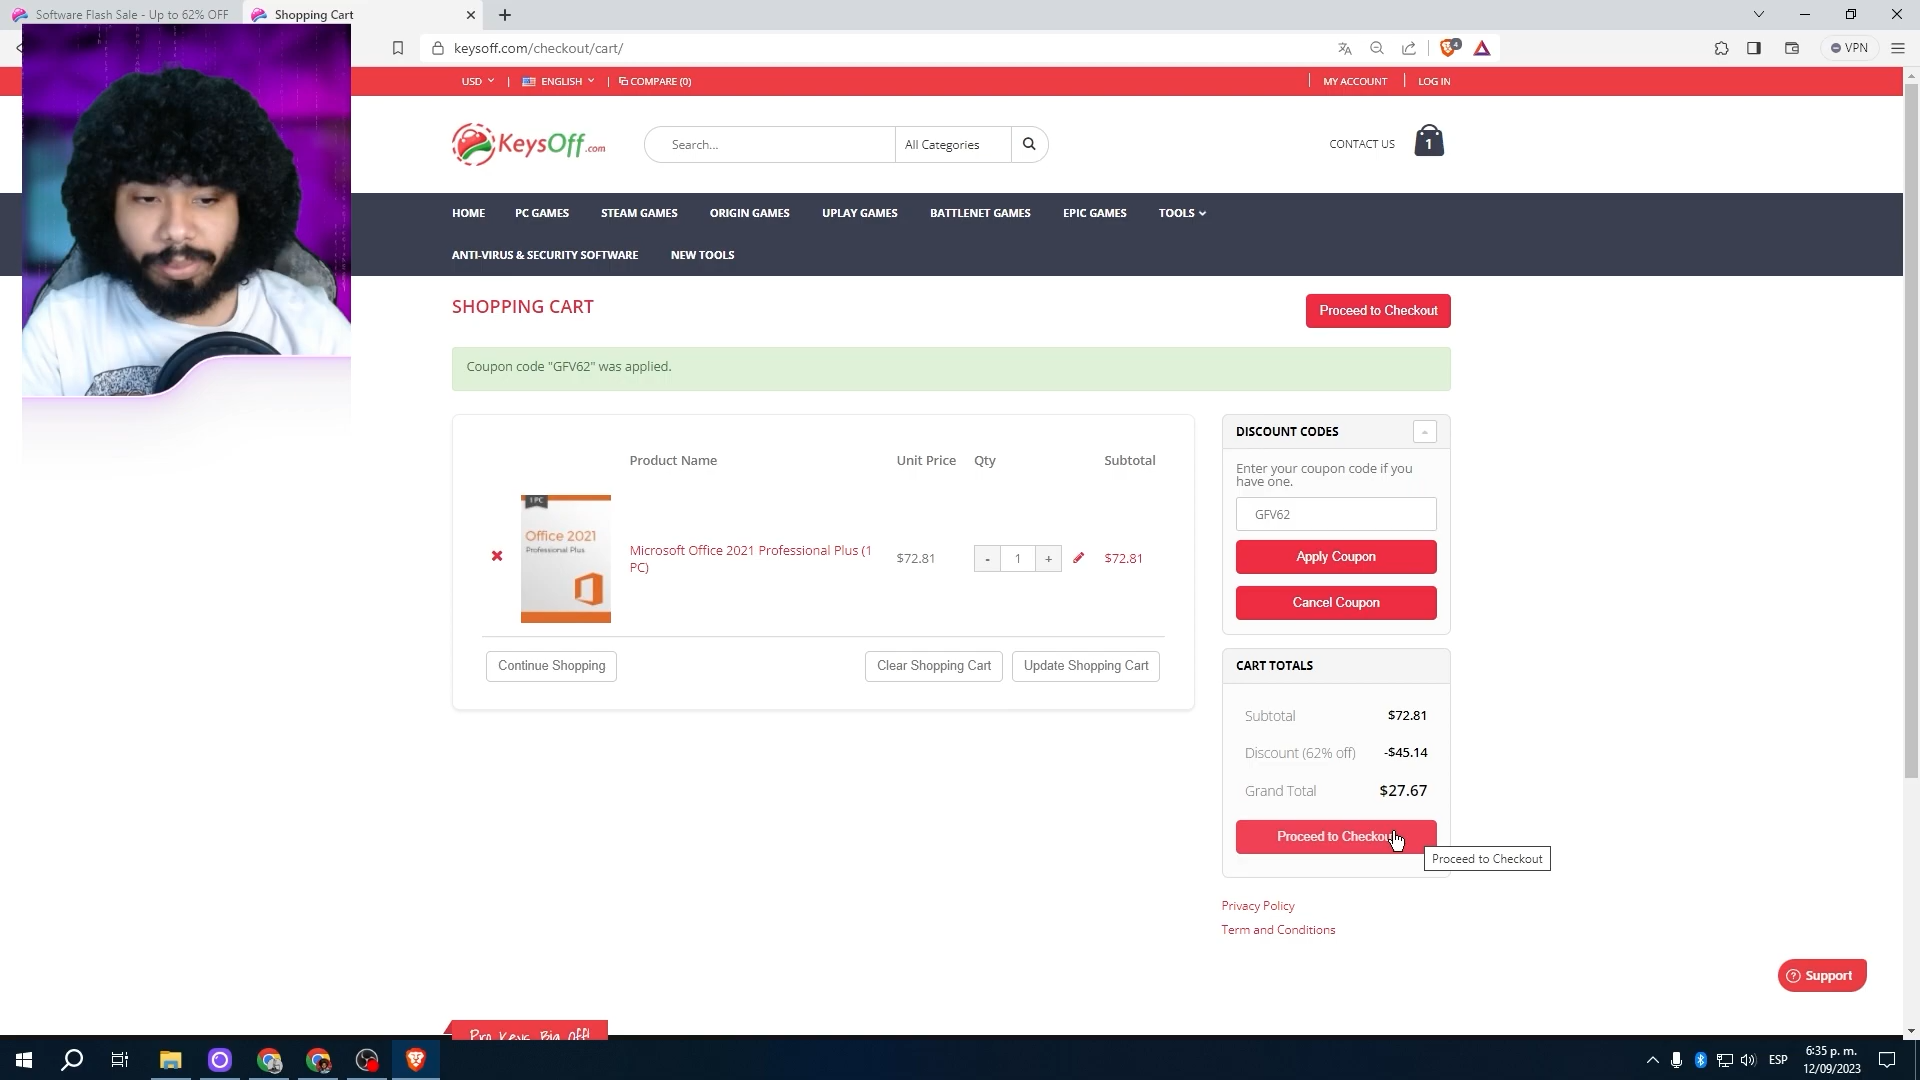 Software Flash Sale - Up to 62% OFF
Shopping Cart
keysoff.com/checkout/cart/
4
VPN
USD
ENGLISH
COMPARE (0)
MY ACCOUNT
LOG IN
KeysOff.com
Search...
All Categories
CONTACT US
1
HOME
PC GAMES
STEAM GAMES
ORIGIN GAMES
UPLAY GAMES
BATTLENET GAMES
EPIC GAMES
TOOLS
ANTI-VIRUS & SECURITY SOFTWARE
NEW TOOLS
SHOPPING CART
Proceed to Checkout
Coupon code "GFV62" was applied.
Product Name
Unit Price
Qty
Subtotal
1 PC
Office 2021
Professional Plus
Microsoft Office 2021 Professional Plus (1
PC)
$72.81
-
1
+
$72.81
Continue Shopping
Clear Shopping Cart
Update Shopping Cart
DISCOUNT CODES
Enter your coupon code if you
have one.
GFV62
Apply Coupon
Cancel Coupon
CART TOTALS
Subtotal
$72.81
Discount (62% off)
-$45.14
Grand Total
$27.67
Proceed to Checkout
Proceed to Checkout
Privacy Policy
Term and Conditions
Support
Pro Keys, Big Off!
ESP
6:35 p. m.
12/09/2023